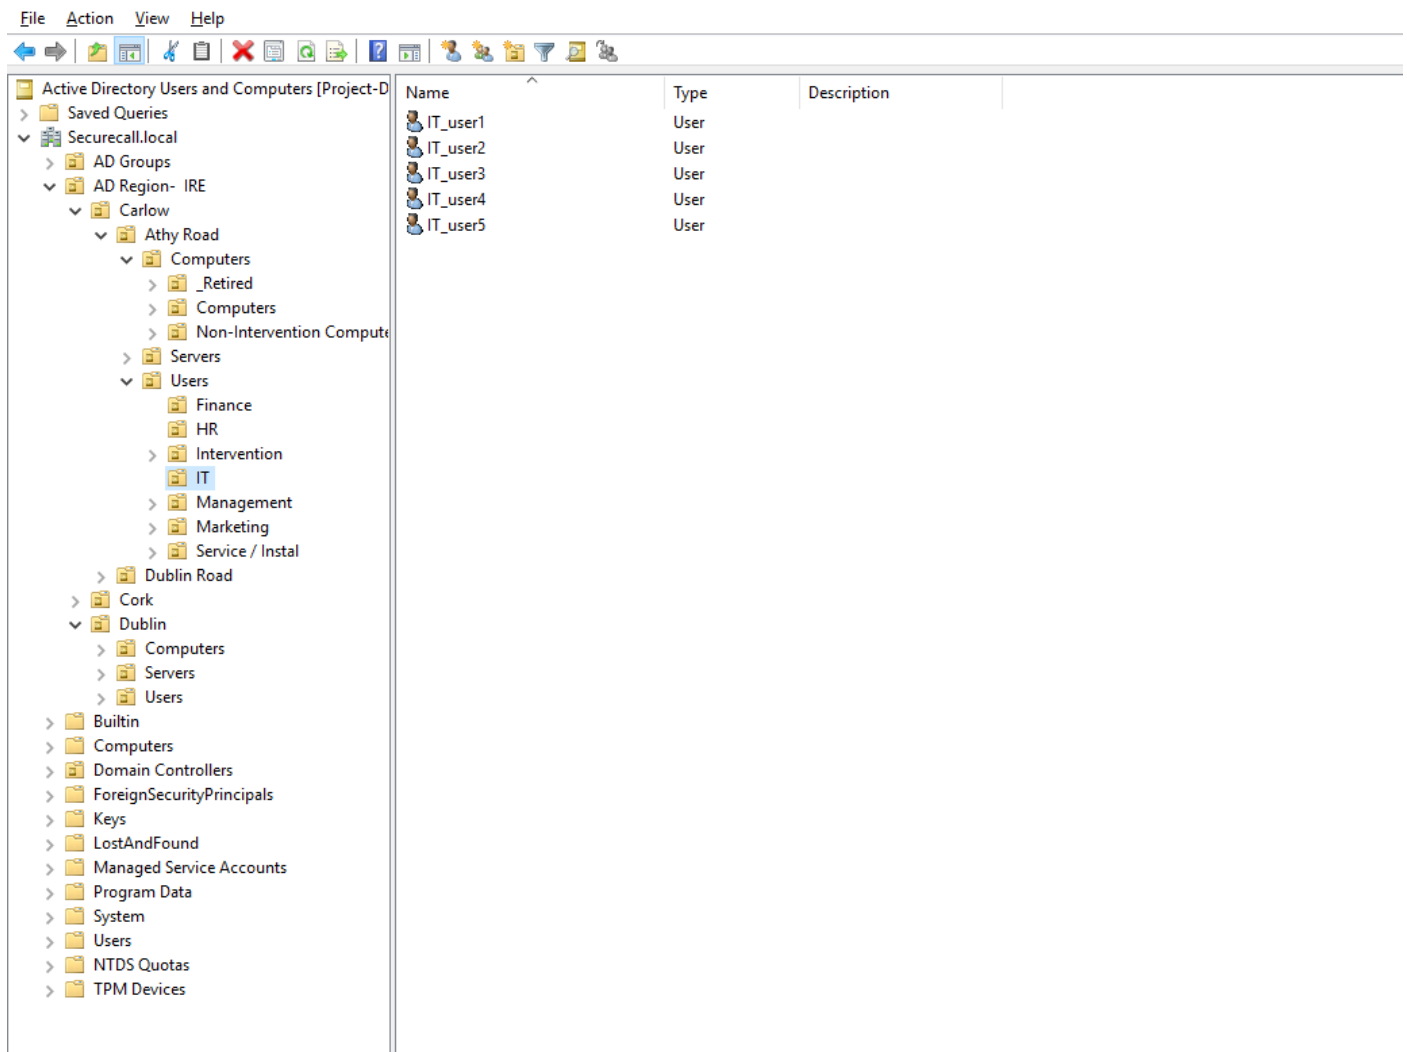 File Action View Help
Active Directory Users and Computers [Project-D
Saved Queries
Securecall.local
AD Groups
AD Region- IRE
Carlow
Athy Road
Computers
_Retired
Computers
Non-Intervention Compute
Servers
Users
Finance
HR
Intervention
IT
Management
Marketing
Service / Instal
Dublin Road
Cork
Dublin
Computers
Servers
Users
Builtin
Computers
Domain Controllers
ForeignSecurityPrincipals
Keys
LostAndFound
Managed Service Accounts
Program Data
System
Users
NTDS Quotas
TPM Devices
Name Type Description
IT_user1 User
IT_user2 User
IT_user3 User
IT_user4 User
IT_user5 User